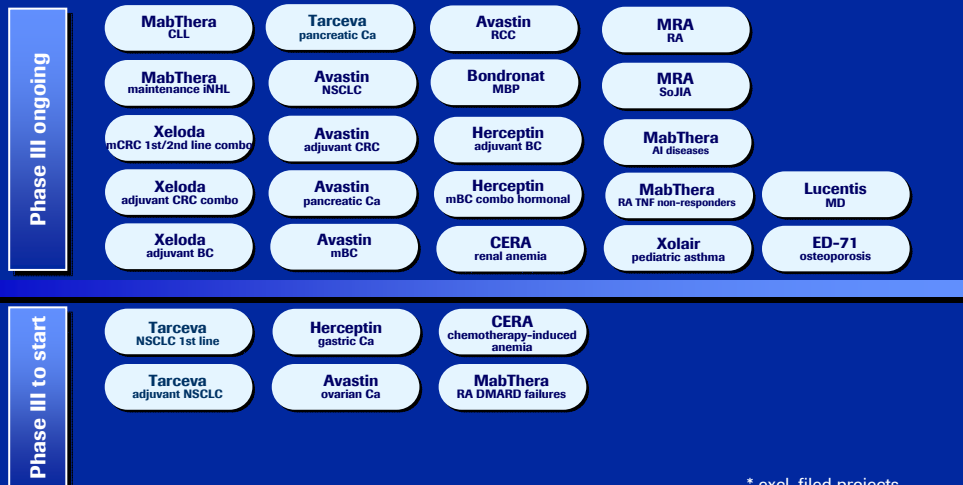 Phase III ongoing
MabThera
CLL
Tarceva
pancreatic Ca
Avastin
RCC
MRA
RA
MabThera
maintenance iNHL
Avastin
NSCLC
Bondronat
MBP
MRA
SoJIA
Xeloda
mCRC 1st/2nd line combo
Avastin
adjuvant CRC
Herceptin
adjuvant BC
MabThera
AI diseases
Xeloda
adjuvant CRC combo
Avastin
pancreatic Ca
Herceptin
mBC combo hormonal
MabThera
RA TNF non-responders
Lucentis
MD
Xeloda
adjuvant BC
Avastin
mBC
CERA
renal anemia
Xolair
pediatric asthma
ED-71
osteoporosis
Phase III to start
Tarceva
NSCLC 1st line
Herceptin
gastric Ca
CERA
chemotherapy-induced
anemia
Tarceva
adjuvant NSCLC
Avastin
ovarian Ca
MabThera
RA DMARD failures
* excl. filed projects